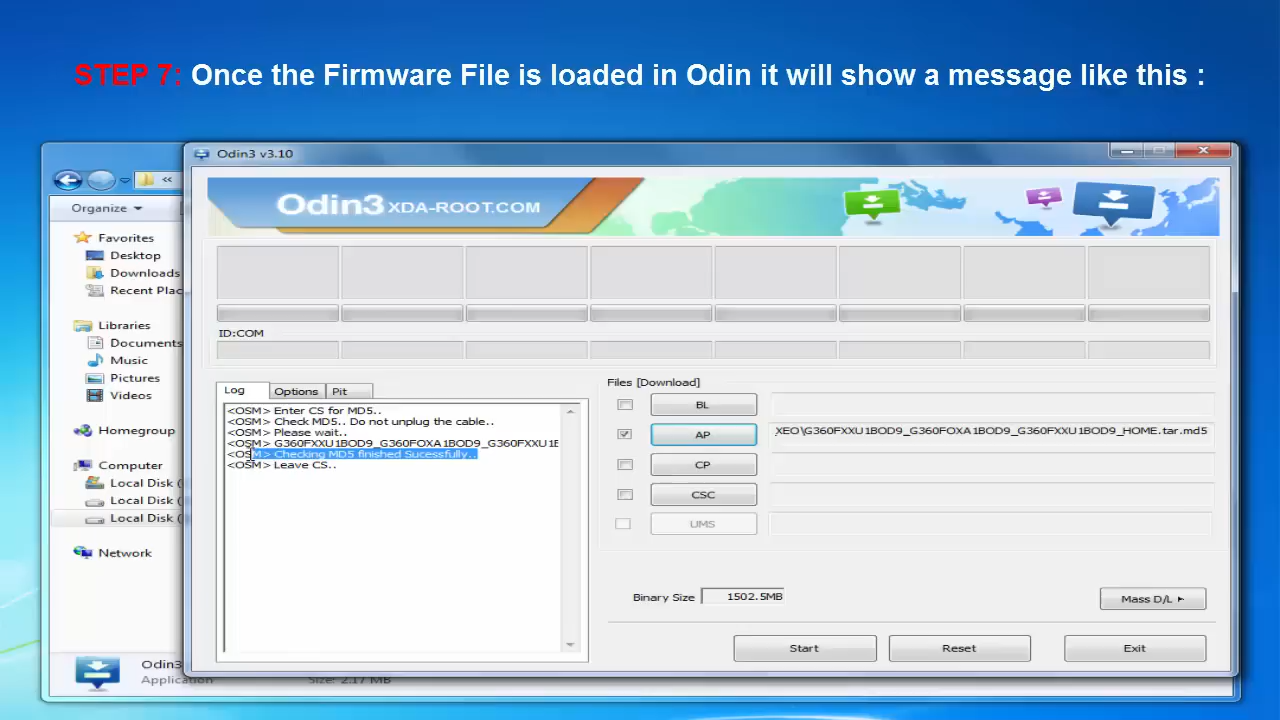 STEP 7: Once the Firmware File is loaded in Odin it will show a message like this :
Odin3 v3.10
Odin3 XDA-ROOT.COM
Organize
Favorites
Desktop
Downloads
Recent Plac
Libraries
Documents
Music
Pictures
Videos
Homegroup
Computer
Local Disk (
Local Disk (
Local Disk (
Network
ID:COM
Log
Options
Pit
<OSM> Enter CS for MD5..
<OSM> Check MD5.. Do not unplug the cable..
<OSM> Please wait..
<OSM> G360FXXU1BOD9_G360FOXA1BOD9_G360FXXU1B
<OSM> Checking MD5 finished Sucessfully..
<OSM> Leave CS..
Files [Download]
BL
AP
XEO\G360FXXU1BOD9_G360FOXA1BOD9_G360FXXU1BOD9_HOME.tar.md5
CP
CSC
UMS
Binary Size 1502.5MB
Mass D/L
Start
Reset
Exit
Odin3
Application
Size: 2.17 MB